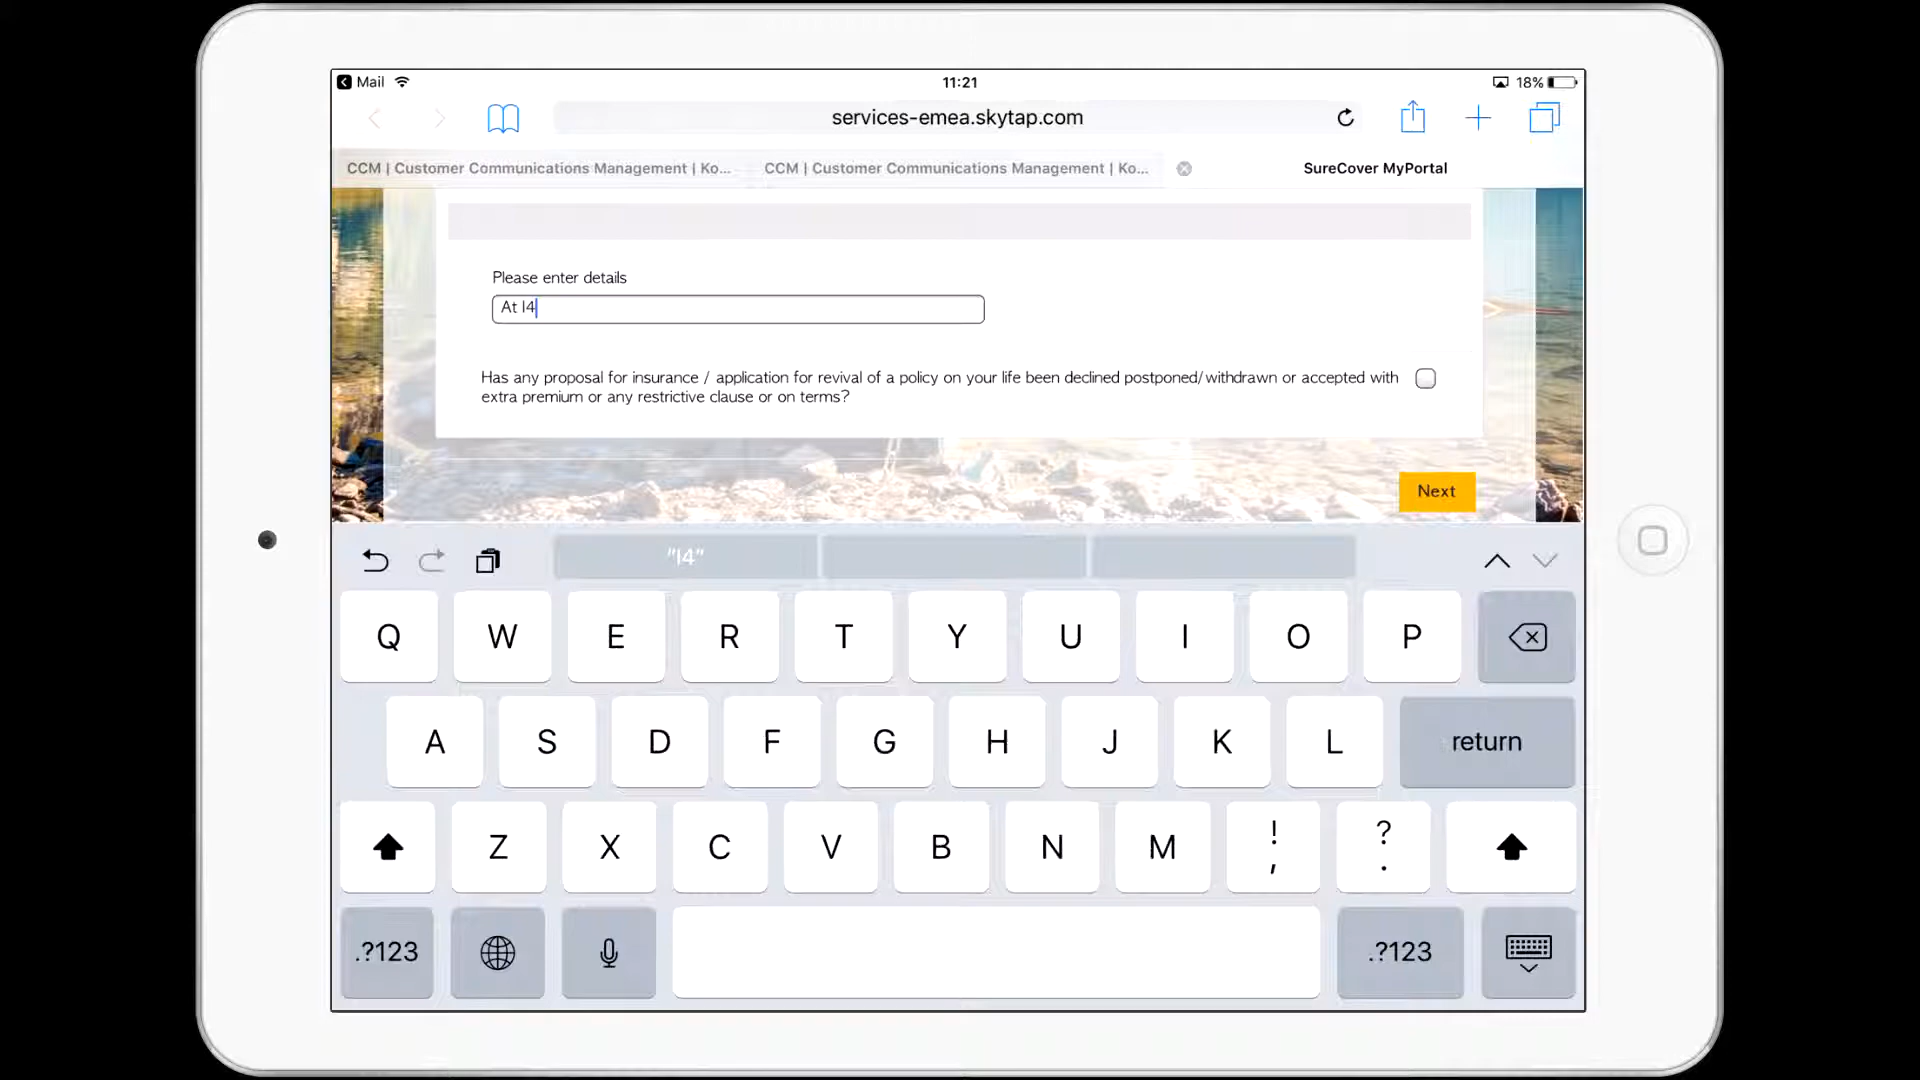 Mail
11:21
18%
services-emea.skytap.com
CCM | Customer Communications Management | Ko...
CCM | Customer Communications Management | Ko...
SureCover MyPortal
Please enter details
At l4
Has any proposal for insurance / application for revival of a policy on your life been declined postponed/withdrawn or accepted with
extra premium or any restrictive clause or on terms?
Next
"l4"
Q W E R T Y U I O P
A S D F G H J K L return
Z X C V B N M ! , ? .
.?123 .?123